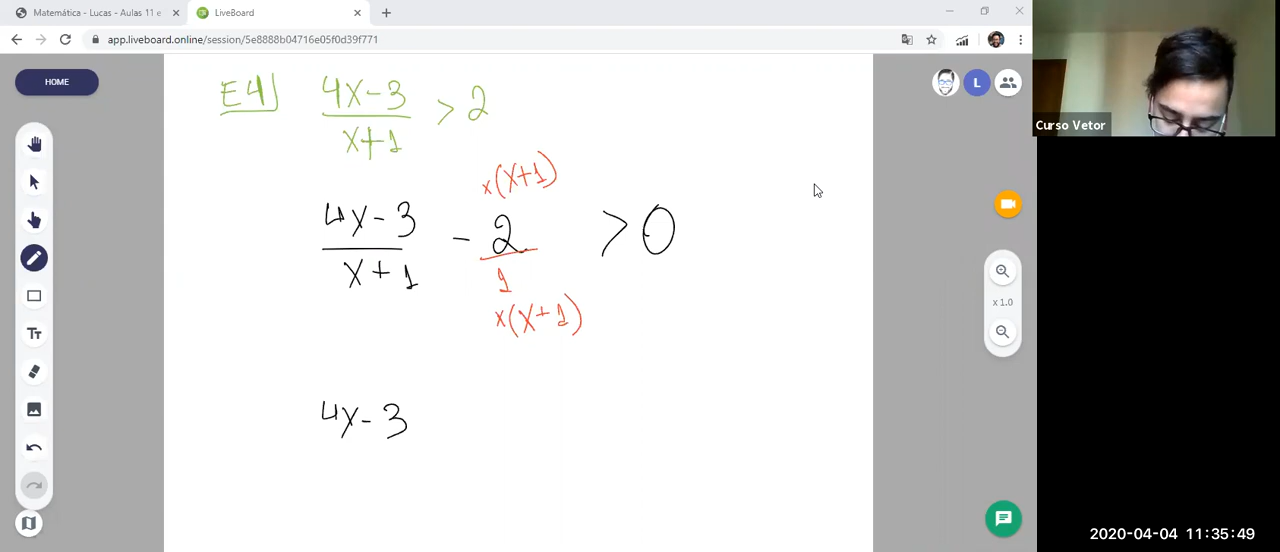 Matemática - Lucas - Aulas 11 e
LiveBoard
app.liveboard.online/session/5e8888b04716e05f0d39f771
HOME
L
Curso Vetor
E4
4x-3
x+1
> 2
x(x+1)
4x-3
x+1
- 2
1
> 0
x(x+1)
4x-3
Tт
x 1.0
2020-04-04 11:35:49